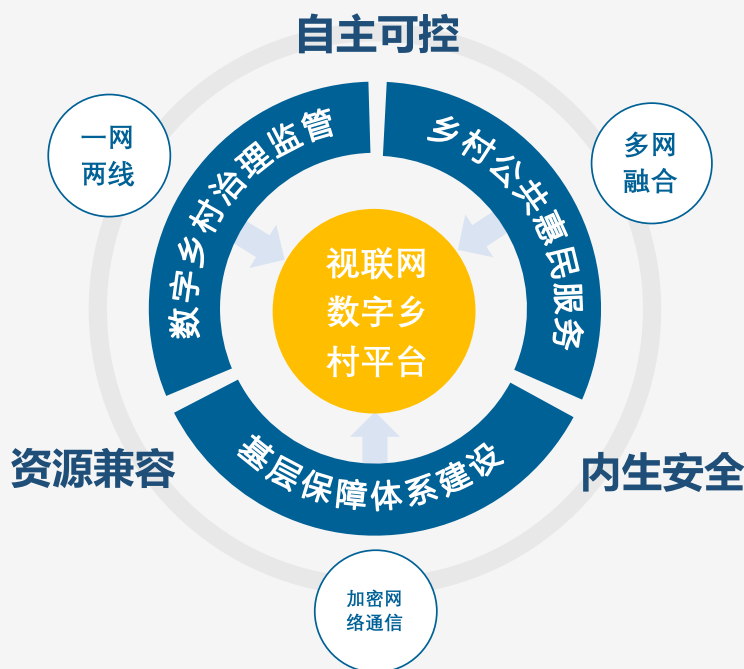 自主可控
一网
两线
多网
融合
数字乡村治理监管
乡村公共惠民服务
视联网
数字乡
村平台
资源兼容
内生安全
基层保障体系建设
加密网
络通信